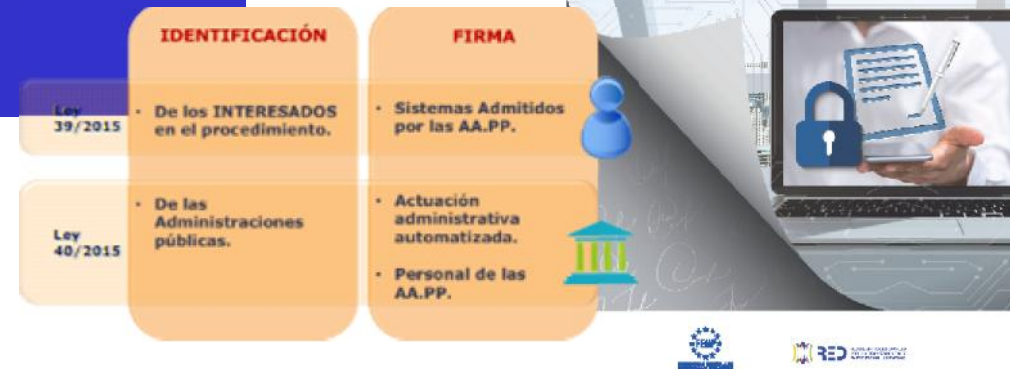 IDENTIFICACIÓN
FIRMA
Ley
39/2015
• De los INTERESADOS
en el procedimiento.
• Sistemas Admitidos
por las AA.PP.
Ley
40/2015
• De las
Administraciones
públicas.
• Actuación
administrativa
automatizada.
• Personal de las
AA.PP.
FEMP
RED